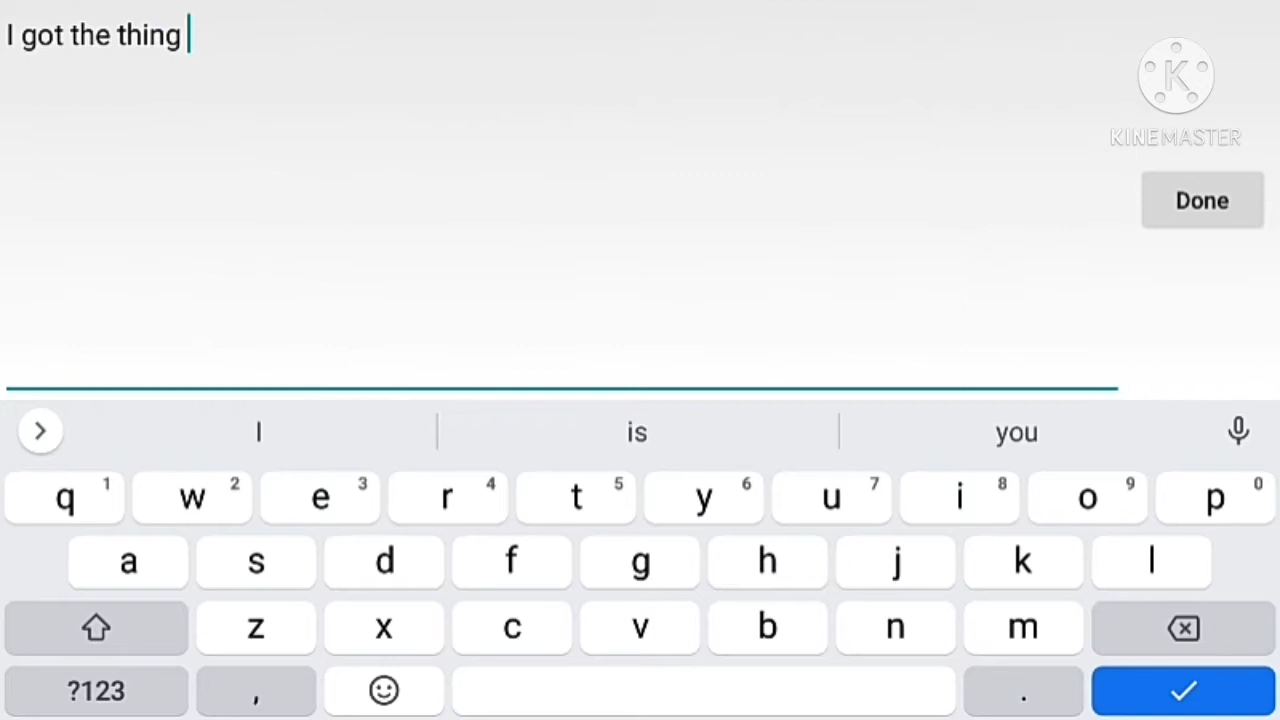 I got the thing
K
KINEMASTER
Done
I is you
q 1 w 2 e 3 r 4 t 5 y 6 u 7 i 8 o 9 p 0
a s d f g h j k l
z x c v b n m
?123 , .